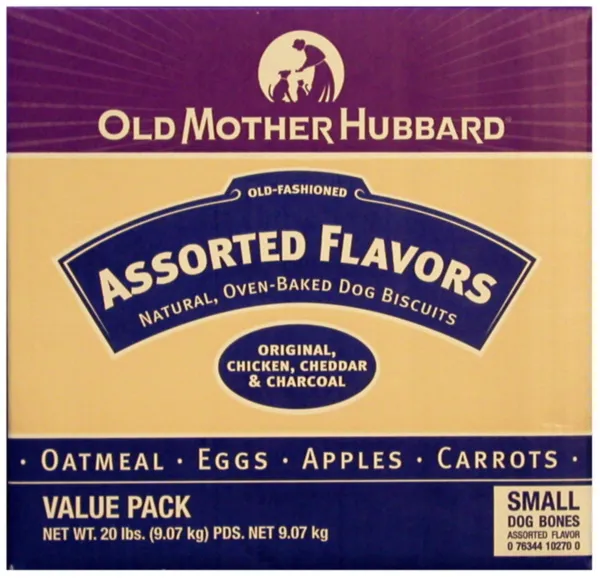 OLD MOTHER HUBBARD®
OLD-FASHIONED
ASSORTED FLAVORS
NATURAL, OVEN-BAKED DOG BISCUITS
ORIGINAL,
CHICKEN, CHEDDAR
& CHARCOAL
· OATMEAL · EGGS · APPLES · CARROTS ·
VALUE PACK
NET WT. 20 lbs. (9.07 kg) PDS. NET 9.07 kg
SMALL
DOG BONES
ASSORTED FLAVOR
0 76344 10270 0